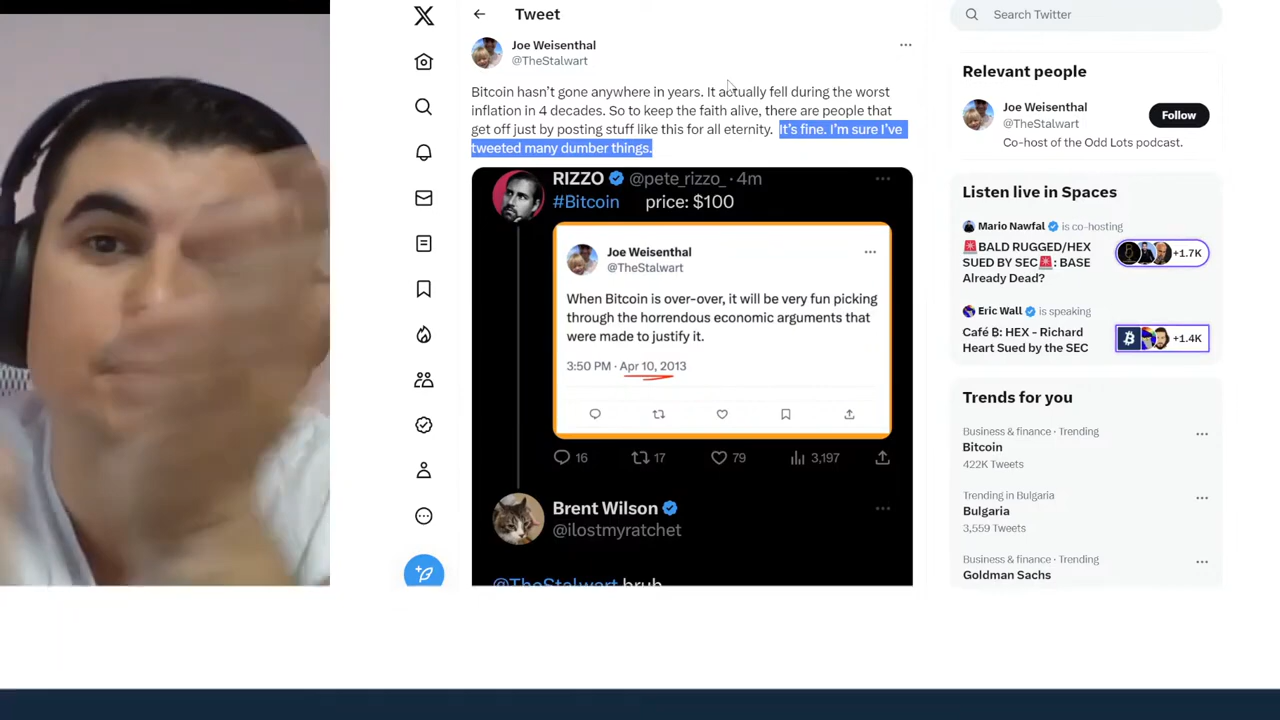 Tweet
Joe Weisenthal
@TheStalwart
Bitcoin hasn't gone anywhere in years. It actually fell during the worst
inflation in 4 decades. So to keep the faith alive, there are people that
get off just by posting stuff like this for all eternity. It's fine. I'm sure I've
tweeted many dumber things.
RIZZO @pete_rizzo_ · 4m
#Bitcoin price: $100
Joe Weisenthal
@TheStalwart
When Bitcoin is over-over, it will be very fun picking
through the horrendous economic arguments that
were made to justify it.
3:50 PM · Apr 10, 2013
16 17 79 3,197
Brent Wilson
@ilostmyratchet
@TheStalwart bruh
Search Twitter
Relevant people
Joe Weisenthal
@TheStalwart
Follow
Co-host of the Odd Lots podcast.
Listen live in Spaces
Mario Nawfal is co-hosting
🚨BALD RUGGED/HEX
SUED BY SEC🚨: BASE
Already Dead?
+1.7K
Eric Wall is speaking
Café ₿: HEX - Richard
Heart Sued by the SEC
+1.4K
Trends for you
Business & finance · Trending
Bitcoin
422K Tweets
Trending in Bulgaria
Bulgaria
3,559 Tweets
Business & finance · Trending
Goldman Sachs